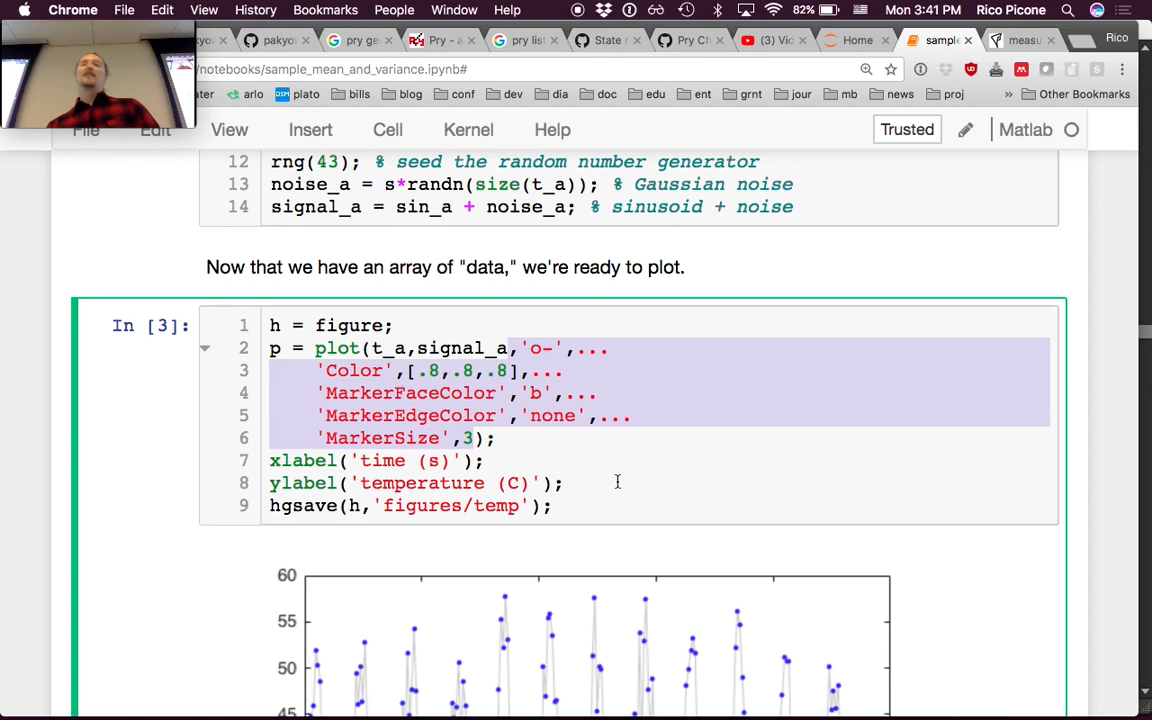 Chrome File Edit View History Bookmarks People Window Help 82% Mon 3:41 PM Rico Picone
pakyov pakyov pry ge Pry - a pry list State r Pry Ch (3) Vid Home sampl measu Rico
/notebooks/sample_mean_and_variance.ipynb#
ater arlo plato bills blog conf dev dia doc edu ent grnt jour mb news proj » Other Bookmarks
File Edit View Insert Cell Kernel Help Trusted Matlab
12 rng(43); % seed the random number generator
13 noise_a = s*randn(size(t_a)); % Gaussian noise
14 signal_a = sin_a + noise_a; % sinusoid + noise
Now that we have an array of "data," we're ready to plot.
In [3]:
1 h = figure;
2 p = plot(t_a,signal_a,'o-',...
3 'Color',[.8,.8,.8],...
4 'MarkerFaceColor','b',...
5 'MarkerEdgeColor','none',...
6 'MarkerSize',3);
7 xlabel('time (s)');
8 ylabel('temperature (C)');
9 hgsave(h,'figures/temp');
60
55
50
45